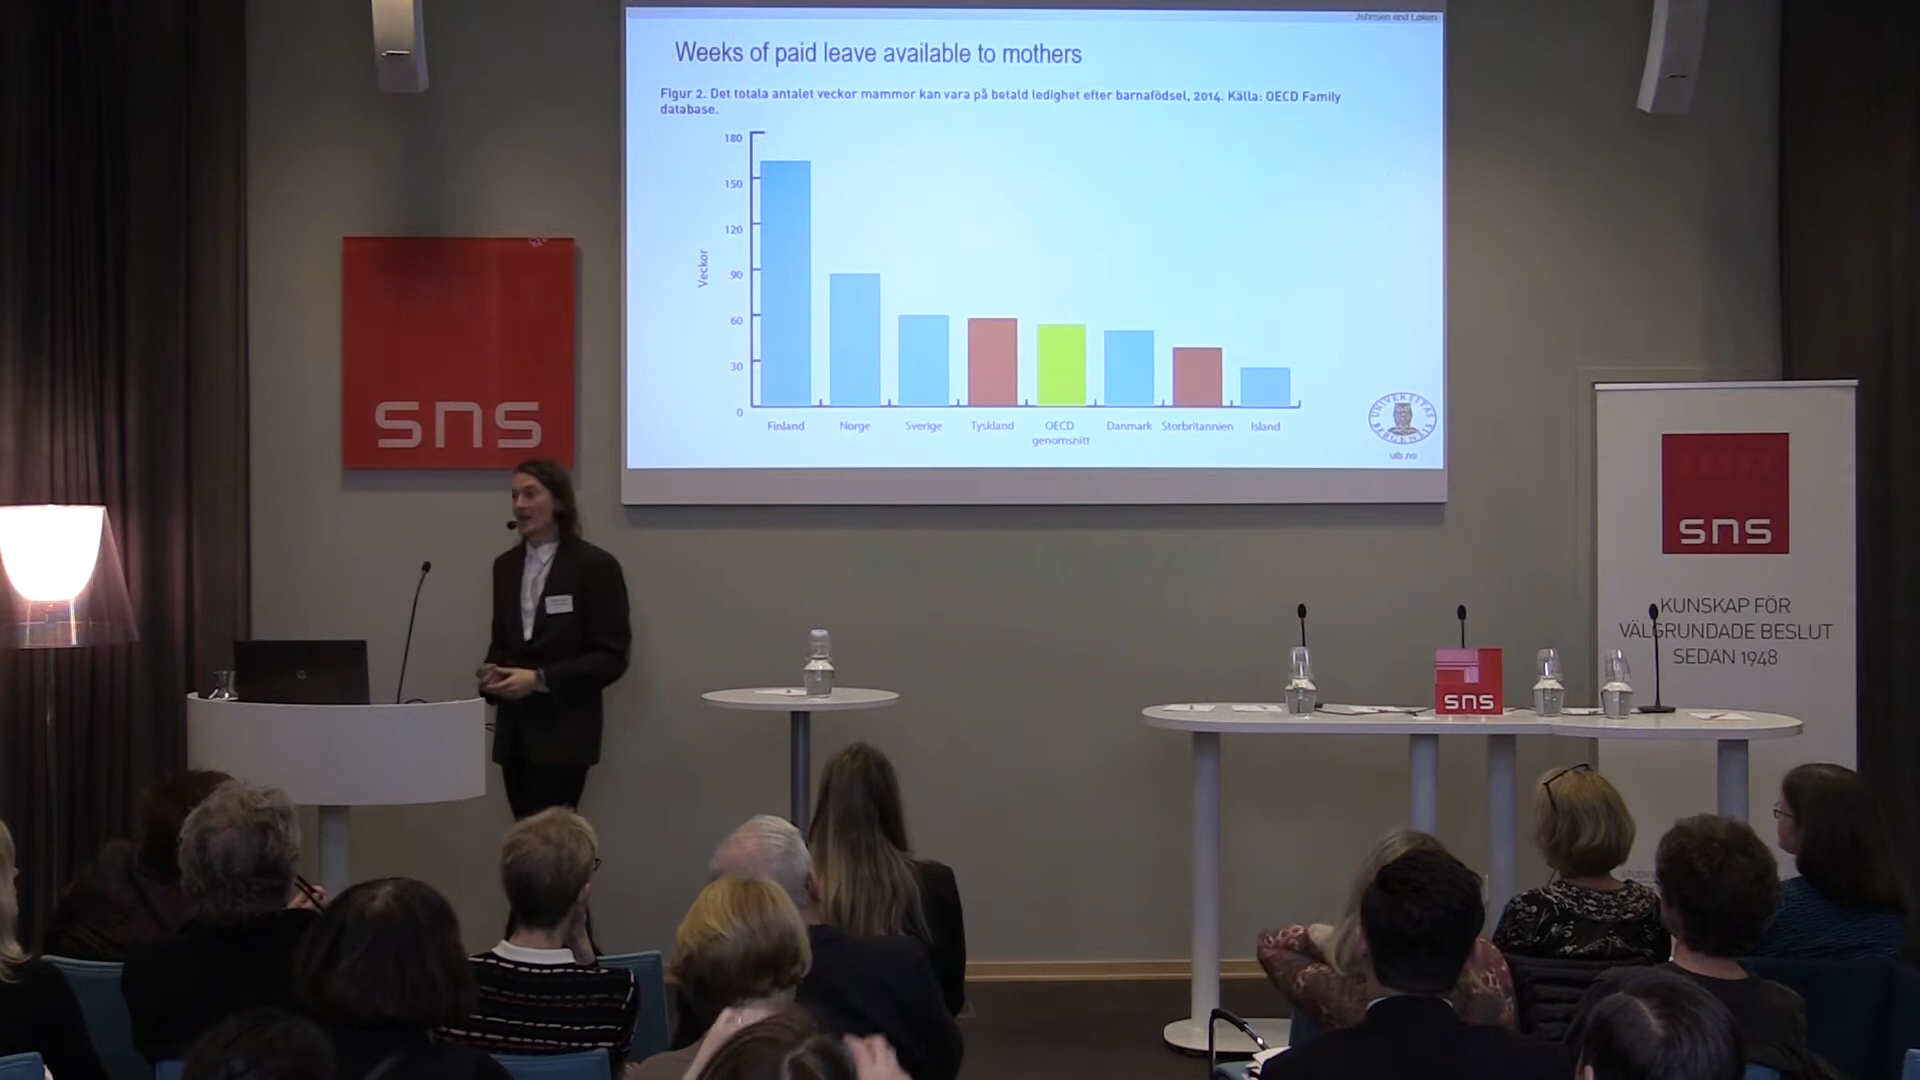 Johnsen and Løken
Weeks of paid leave available to mothers
Figur 2. Det totala antalet veckor mammor kan vara på betald ledighet efter barnafödsel, 2014. Källa: OECD Family
database.
180
150
120
90
60
30
0
Veckor
Finland
Norge
Sverige
Tyskland
OECD
genomsnitt
Danmark
Storbritannien
Island
UNIVERSITAS
BERGENSIS
uib.no
sns
sns
KUNSKAP FÖR
VÄLGRUNDADE BESLUT
SEDAN 1948
sns